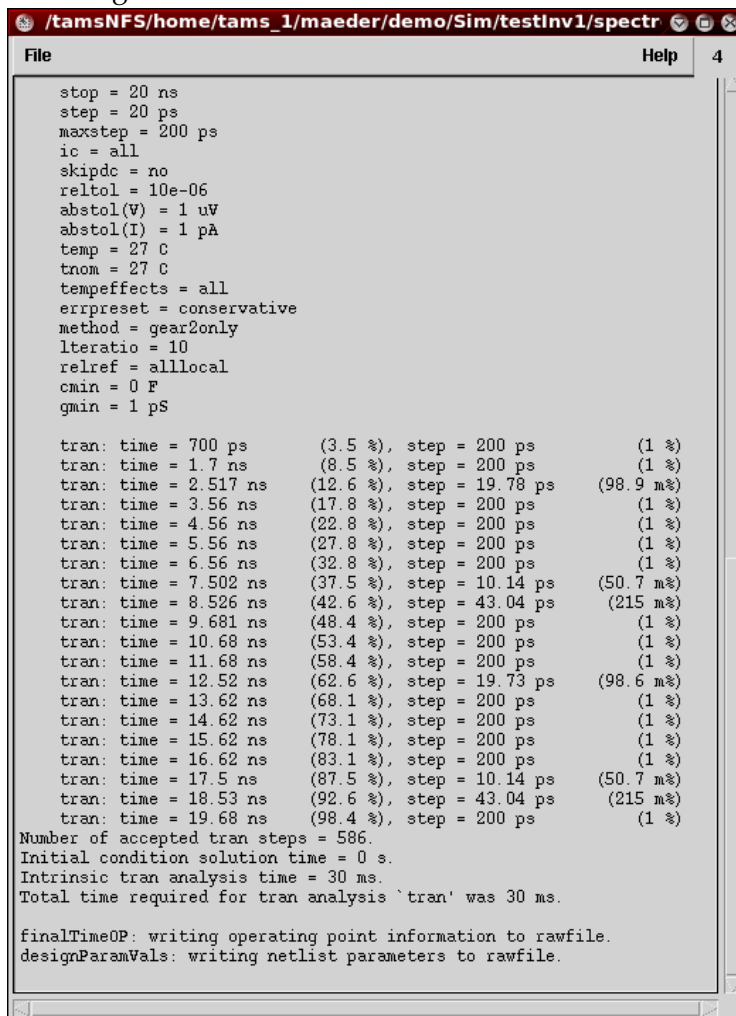 /tamsNFS/home/tams_1/maeder/demo/Sim/testInv1/spectr
File Help 4
stop = 20 ns
step = 20 ps
maxstep = 200 ps
ic = all
skipdc = no
reltol = 10e-06
abstol(V) = 1 uV
abstol(I) = 1 pA
temp = 27 C
tnom = 27 C
tempeffects = all
errpreset = conservative
method = gear2only
lteratio = 10
relref = alllocal
cmin = 0 F
gmin = 1 pS
tran: time = 700 ps (3.5 %), step = 200 ps (1 %)
tran: time = 1.7 ns (8.5 %), step = 200 ps (1 %)
tran: time = 2.517 ns (12.6 %), step = 19.78 ps (98.9 m%)
tran: time = 3.56 ns (17.8 %), step = 200 ps (1 %)
tran: time = 4.56 ns (22.8 %), step = 200 ps (1 %)
tran: time = 5.56 ns (27.8 %), step = 200 ps (1 %)
tran: time = 6.56 ns (32.8 %), step = 200 ps (1 %)
tran: time = 7.502 ns (37.5 %), step = 10.14 ps (50.7 m%)
tran: time = 8.526 ns (42.6 %), step = 43.04 ps (215 m%)
tran: time = 9.681 ns (48.4 %), step = 200 ps (1 %)
tran: time = 10.68 ns (53.4 %), step = 200 ps (1 %)
tran: time = 11.68 ns (58.4 %), step = 200 ps (1 %)
tran: time = 12.52 ns (62.6 %), step = 19.73 ps (98.6 m%)
tran: time = 13.62 ns (68.1 %), step = 200 ps (1 %)
tran: time = 14.62 ns (73.1 %), step = 200 ps (1 %)
tran: time = 15.62 ns (78.1 %), step = 200 ps (1 %)
tran: time = 16.62 ns (83.1 %), step = 200 ps (1 %)
tran: time = 17.5 ns (87.5 %), step = 10.14 ps (50.7 m%)
tran: time = 18.53 ns (92.6 %), step = 43.04 ps (215 m%)
tran: time = 19.68 ns (98.4 %), step = 200 ps (1 %)
Number of accepted tran steps = 586.
Initial condition solution time = 0 s.
Intrinsic tran analysis time = 30 ms.
Total time required for tran analysis `tran' was 30 ms.
finalTimeOP: writing operating point information to rawfile.
designParamVals: writing netlist parameters to rawfile.